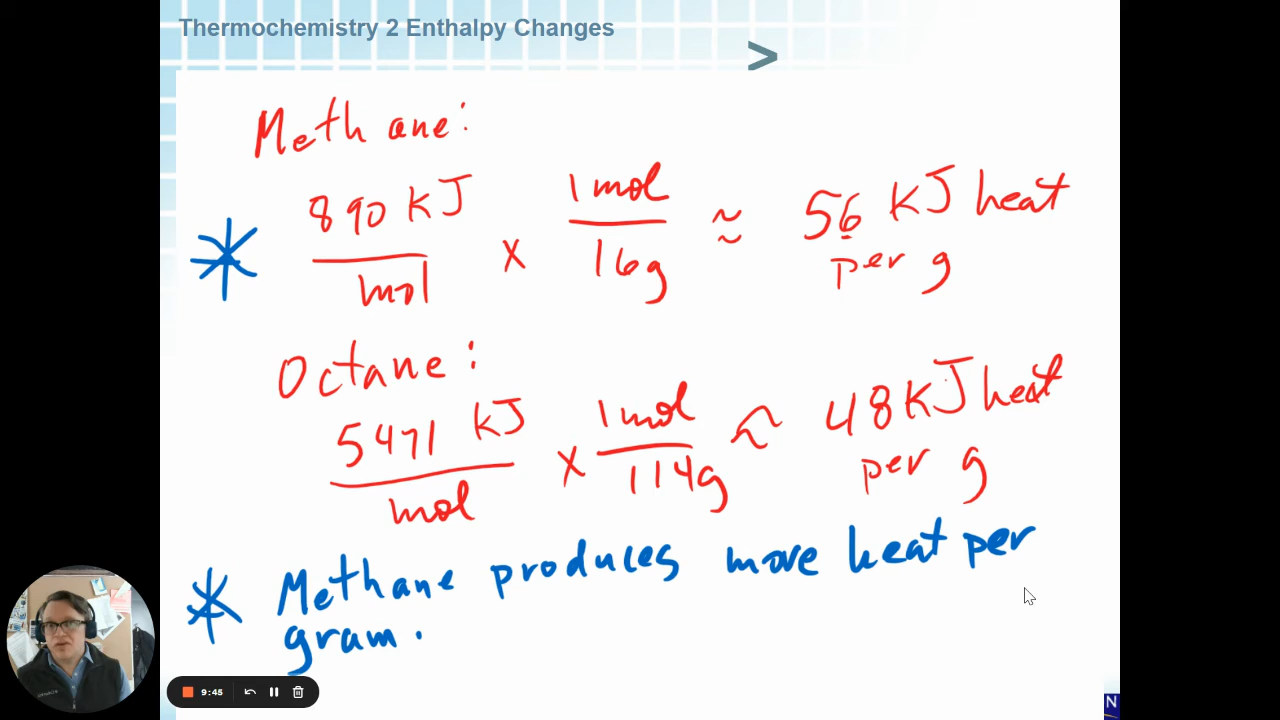 Thermochemistry 2 Enthalpy Changes
>
Methane:
890 kJ
mol
x
1 mol
16g
≈
56 kJ heat
per g
Octane:
5471 kJ
mol
x
1 mol
114g
≈
48 kJ heat
per g
* Methane produces more heat per
gram.
9:45
N